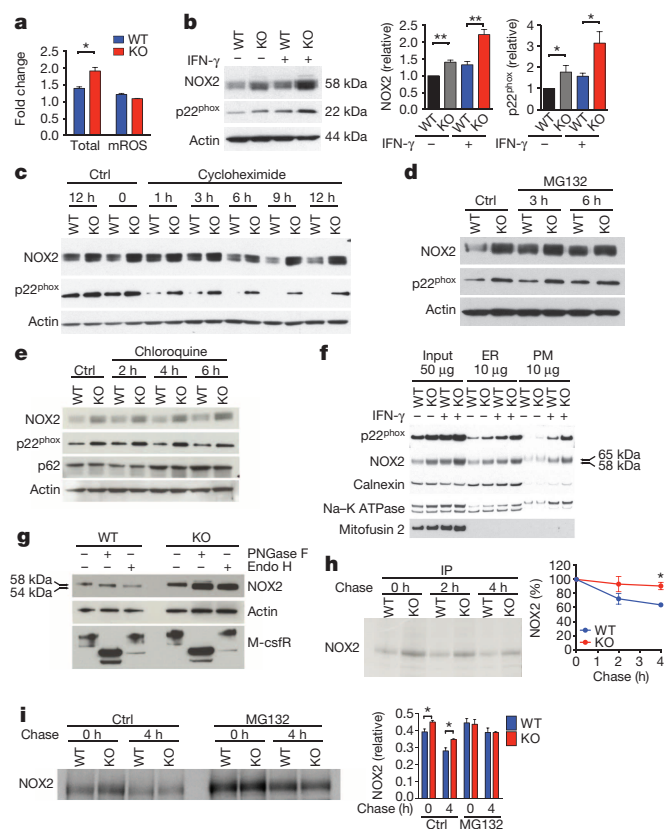 a
WT
KO
Fold change
2.5
2.0
1.5
1.0
0.5
0
*
Total mROS
b
WT KO WT KO
IFN-γ – – + +
NOX2 58 kDa
p22phox 22 kDa
Actin 44 kDa
NOX2 (relative)
2.5
2.0
1.5
1.0
0.5
0
** **
WT KO WT KO
IFN-γ – +
p22phox (relative)
4
3
2
1
0
* *
WT KO WT KO
IFN-γ – +
c
Ctrl Cycloheximide
12 h 0 1 h 3 h 6 h 9 h 12 h
WT KO WT KO WT KO WT KO WT KO WT KO WT KO
NOX2
p22phox
Actin
d
MG132
Ctrl 3 h 6 h
WT KO WT KO WT KO
NOX2
p22phox
Actin
e
Chloroquine
Ctrl 2 h 4 h 6 h
WT KO WT KO WT KO WT KO
NOX2
p22phox
p62
Actin
f
Input ER PM
50 μg 10 μg 10 μg
WT KO WT KO WT KO WT KO WT KO WT KO
IFN-γ – – + + – – + + – – + +
p22phox
NOX2
65 kDa
58 kDa
Calnexin
Na–K ATPase
Mitofusin 2
g
WT KO
– + – – + – PNGase F
– – + – – + Endo H
58 kDa
54 kDa
NOX2
Actin
M-csfR
h
IP
Chase 0 h 2 h 4 h
WT KO WT KO WT KO
NOX2
NOX2 (%)
120
100
80
60
40
20
0
*
WT
KO
0 1 2 3 4
Chase (h)
i
Ctrl MG132
Chase 0 h 4 h 0 h 4 h
WT KO WT KO WT KO WT KO
NOX2
NOX2 (relative)
0.5
0.4
0.3
0.2
0.1
0
* *
WT
KO
Chase (h) 0 4 0 4
Ctrl MG132